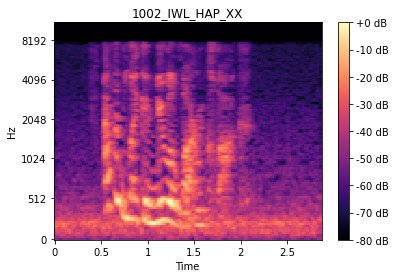 1002_IWL_HAP_XX
Hz
8192
4096
2048
1024
512
0
0
0.5
1
1.5
2
2.5
Time
+0 dB
-10 dB
-20 dB
-30 dB
-40 dB
-50 dB
-60 dB
-70 dB
-80 dB